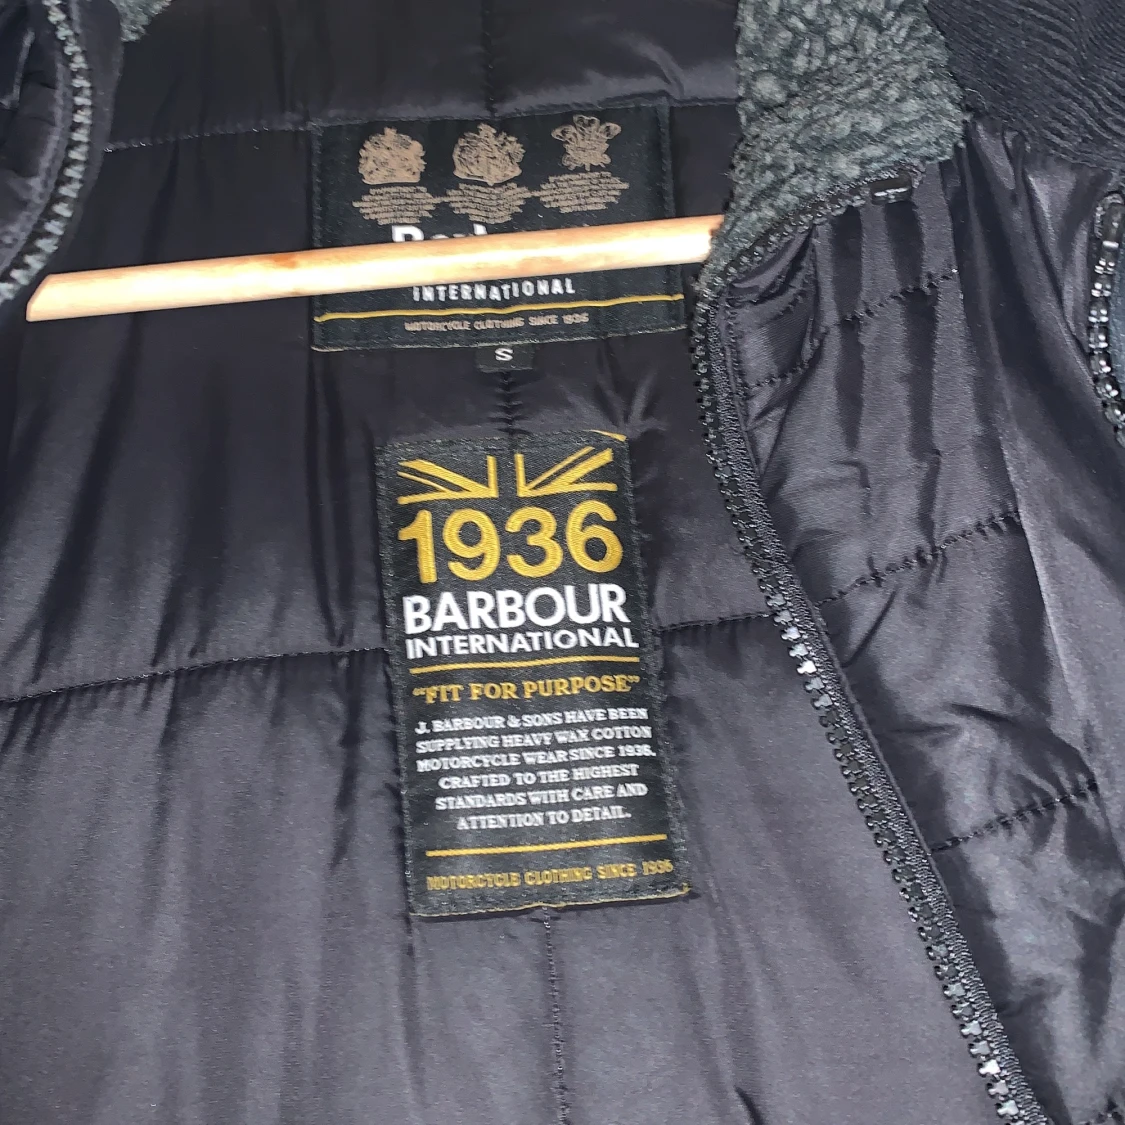 INTERNATIONAL
MOTORCYCLE CLOTHING SINCE 1936
S
1936
BARBOUR
INTERNATIONAL
"FIT FOR PURPOSE"
J. BARBOUR & SONS HAVE BEEN
SUPPLYING HEAVY WAX COTTON
MOTORCYCLE WEAR SINCE 1936.
CRAFTED TO THE HIGHEST
STANDARDS WITH CARE AND
ATTENTION TO DETAIL.
MOTORCYCLE CLOTHING SINCE 1936